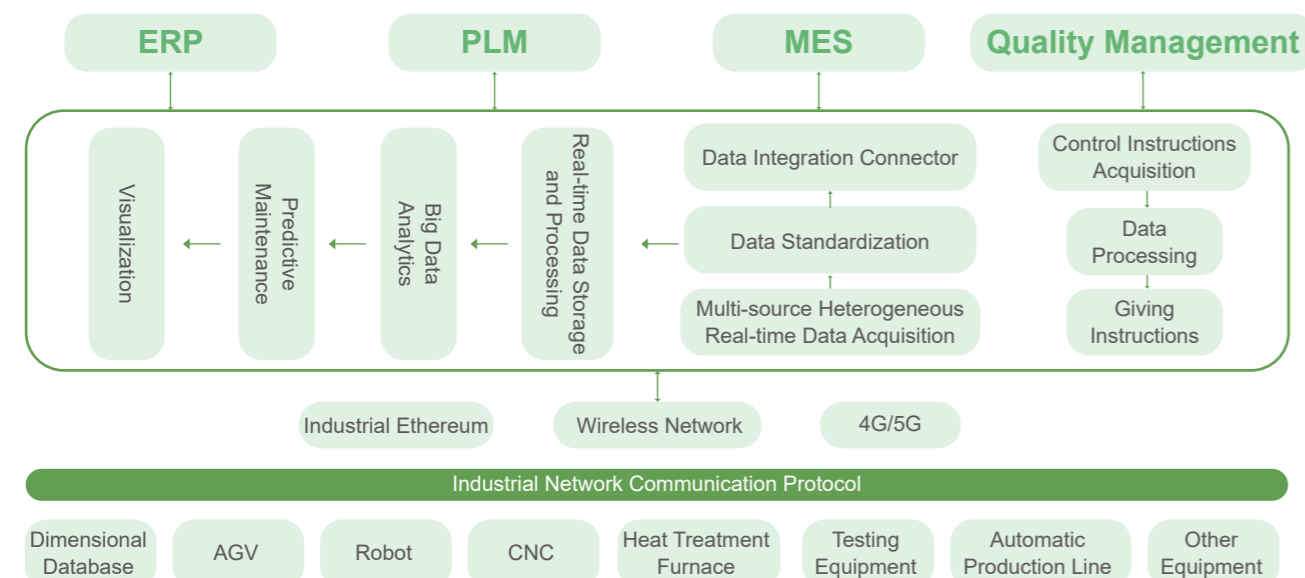 ERP
PLM
MES
Quality Management
Visualization
Predictive
Maintenance
Big Data
Analytics
Real-time Data Storage
and Processing
Data Integration Connector
Data Standardization
Multi-source Heterogeneous
Real-time Data Acquisition
Control Instructions
Acquisition
Data
Processing
Giving
Instructions
Industrial Ethereum
Wireless Network
4G/5G
Industrial Network Communication Protocol
Dimensional
Database
AGV
Robot
CNC
Heat Treatment
Furnace
Testing
Equipment
Automatic
Production Line
Other
Equipment